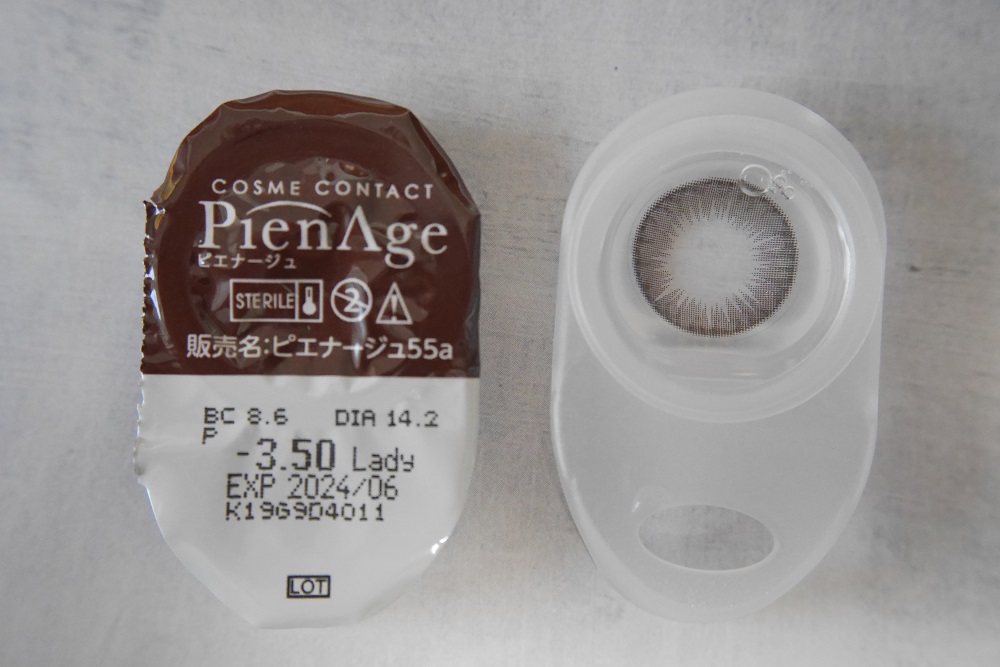 COSME CONTACT
PienAge
ピエナージュ
STERILE 2
販売名:ピエナージュ55a
BC 8.6 DIA 14.2
P -3.50 Lady
EXP 2024/06
K19G9D4011
LOT